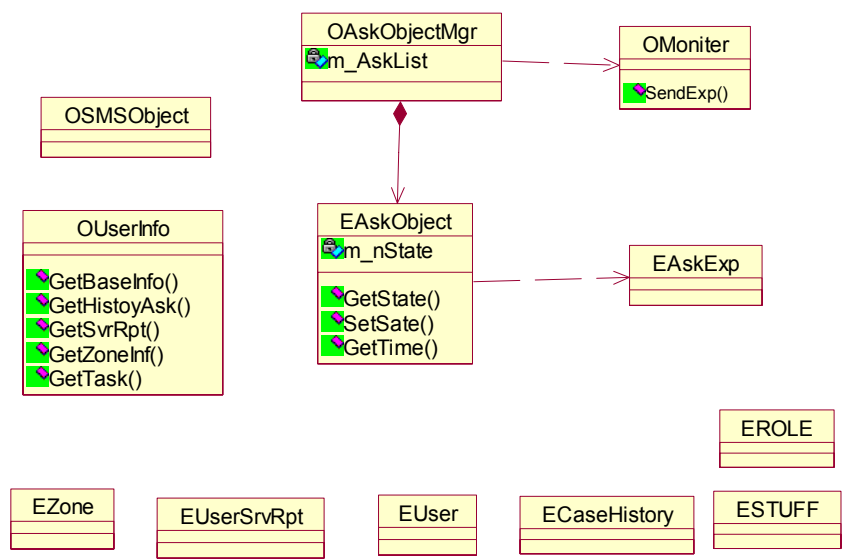 OAskObjectMgr
m_AskList
OMoniter
SendExp()
OSMSObject
OUserInfo
GetBaseInfo()
GetHistoyAsk()
GetSvrRpt()
GetZoneInf()
GetTask()
EAskObject
m_nState
GetState()
SetSate()
GetTime()
EAskExp
EROLE
EZone
EUserSrvRpt
EUser
ECaseHistory
ESTUFF